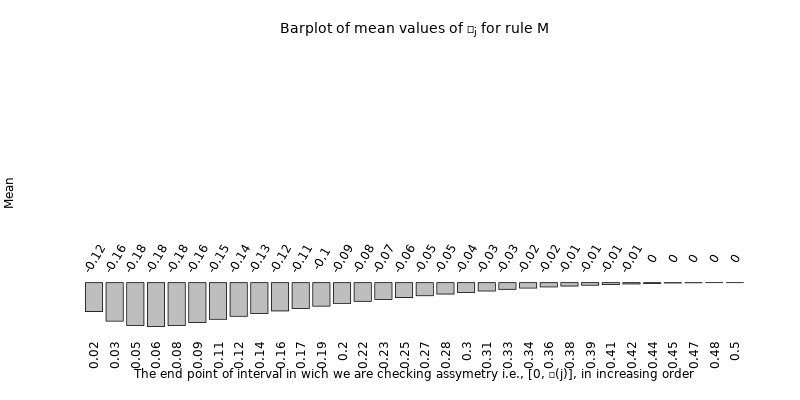 Barplot of mean values of □j for rule M
Mean
-0.12 -0.16 -0.18 -0.18 -0.18 -0.16 -0.15 -0.14 -0.13 -0.12 -0.11 -0.1 -0.09 -0.08 -0.07 -0.06 -0.05 -0.05 -0.04 -0.03 -0.03 -0.02 -0.02 -0.01 -0.01 -0.01 -0.01 0 0 0 0 0
0.02 0.03 0.05 0.06 0.08 0.09 0.11 0.12 0.14 0.16 0.17 0.19 0.2 0.22 0.23 0.25 0.27 0.28 0.3 0.31 0.33 0.34 0.36 0.38 0.39 0.41 0.42 0.44 0.45 0.47 0.48 0.5
The end point of interval in wich we are checking assymetry i.e., [0, □(j)], in increasing order